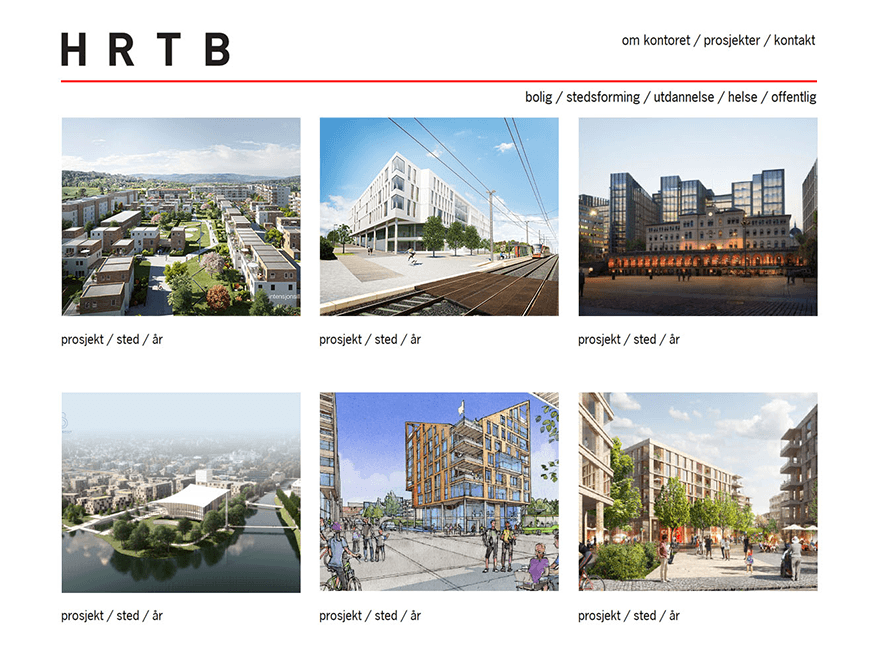 HRTB
om kontoret / prosjekter / kontakt
bolig / stedsforming / utdannelse / helse / offentlig
prosjekt / sted / år
prosjekt / sted / år
prosjekt / sted / år
prosjekt / sted / år
prosjekt / sted / år
prosjekt / sted / år